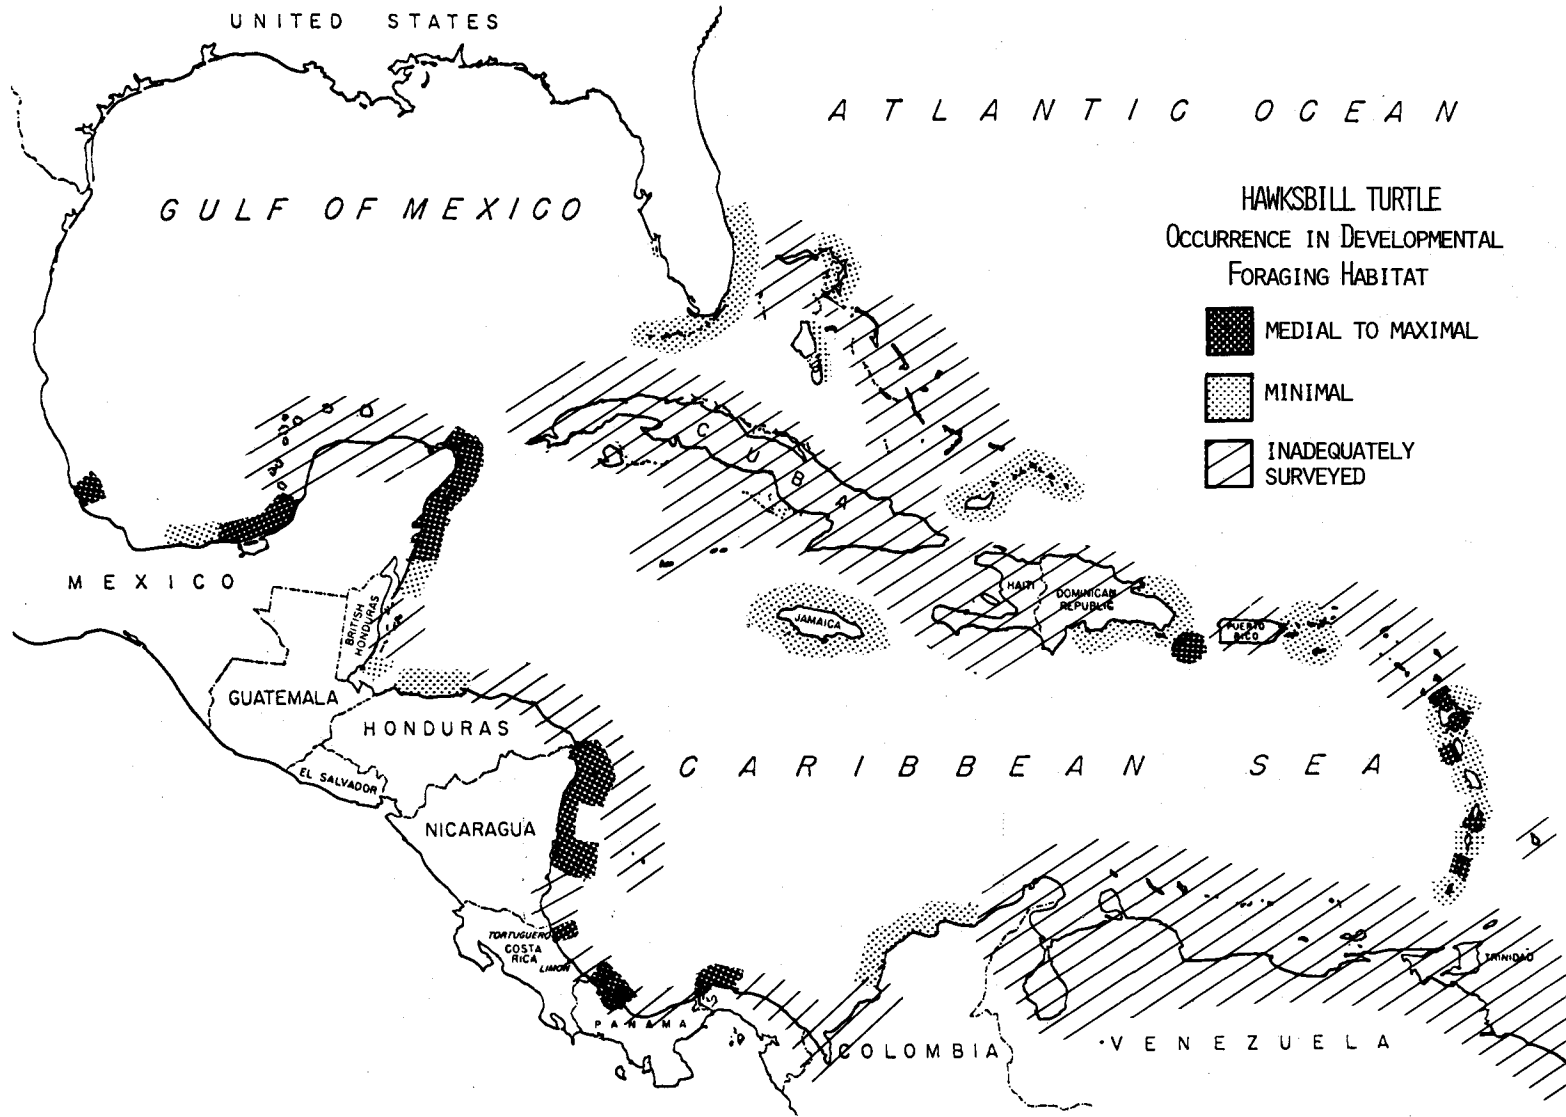 UNITED STATES
ATLANTIC OCEAN
GULF OF MEXICO
HAWKSBILL TURTLE
OCCURRENCE IN DEVELOPMENTAL
FORAGING HABITAT
MEDIAL TO MAXIMAL
MINIMAL
INADEQUATELY
SURVEYED
CUBA
MEXICO
BRITISH
HONDURAS
HAITI
DOMINICAN
REPUBLIC
JAMAICA
PUERTO
RICO
GUATEMALA
HONDURAS
EL SALVADOR
CARIBBEAN SEA
NICARAGUA
TORTUGUERO
COSTA
RICA
LIMON
TRINIDAD
PANAMA
COLOMBIA
VENEZUELA